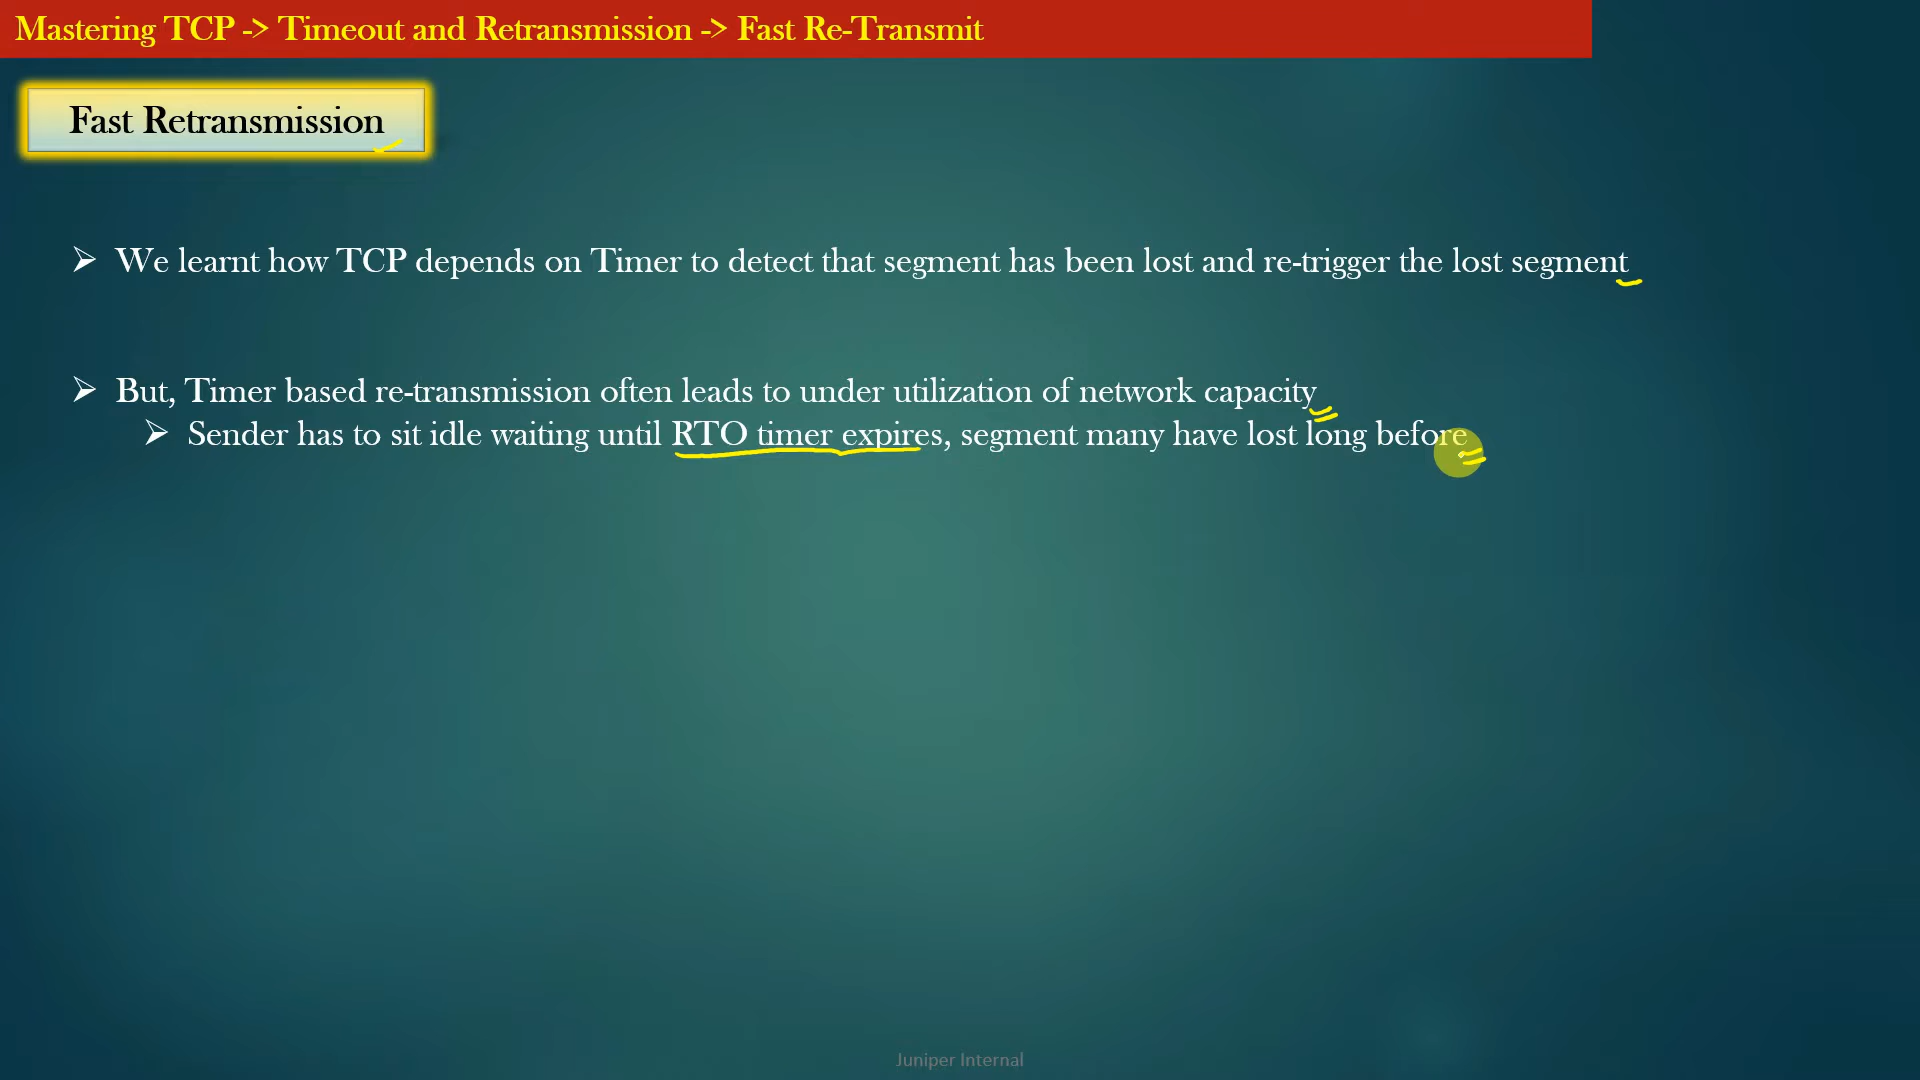 Mastering TCP -> Timeout and Retransmission -> Fast Re-Transmit
Fast Retransmission
We learnt how TCP depends on Timer to detect that segment has been lost and re-trigger the lost segment
But, Timer based re-transmission often leads to under utilization of network capacity
Sender has to sit idle waiting until RTO timer expires, segment many have lost long before
Juniper Internal